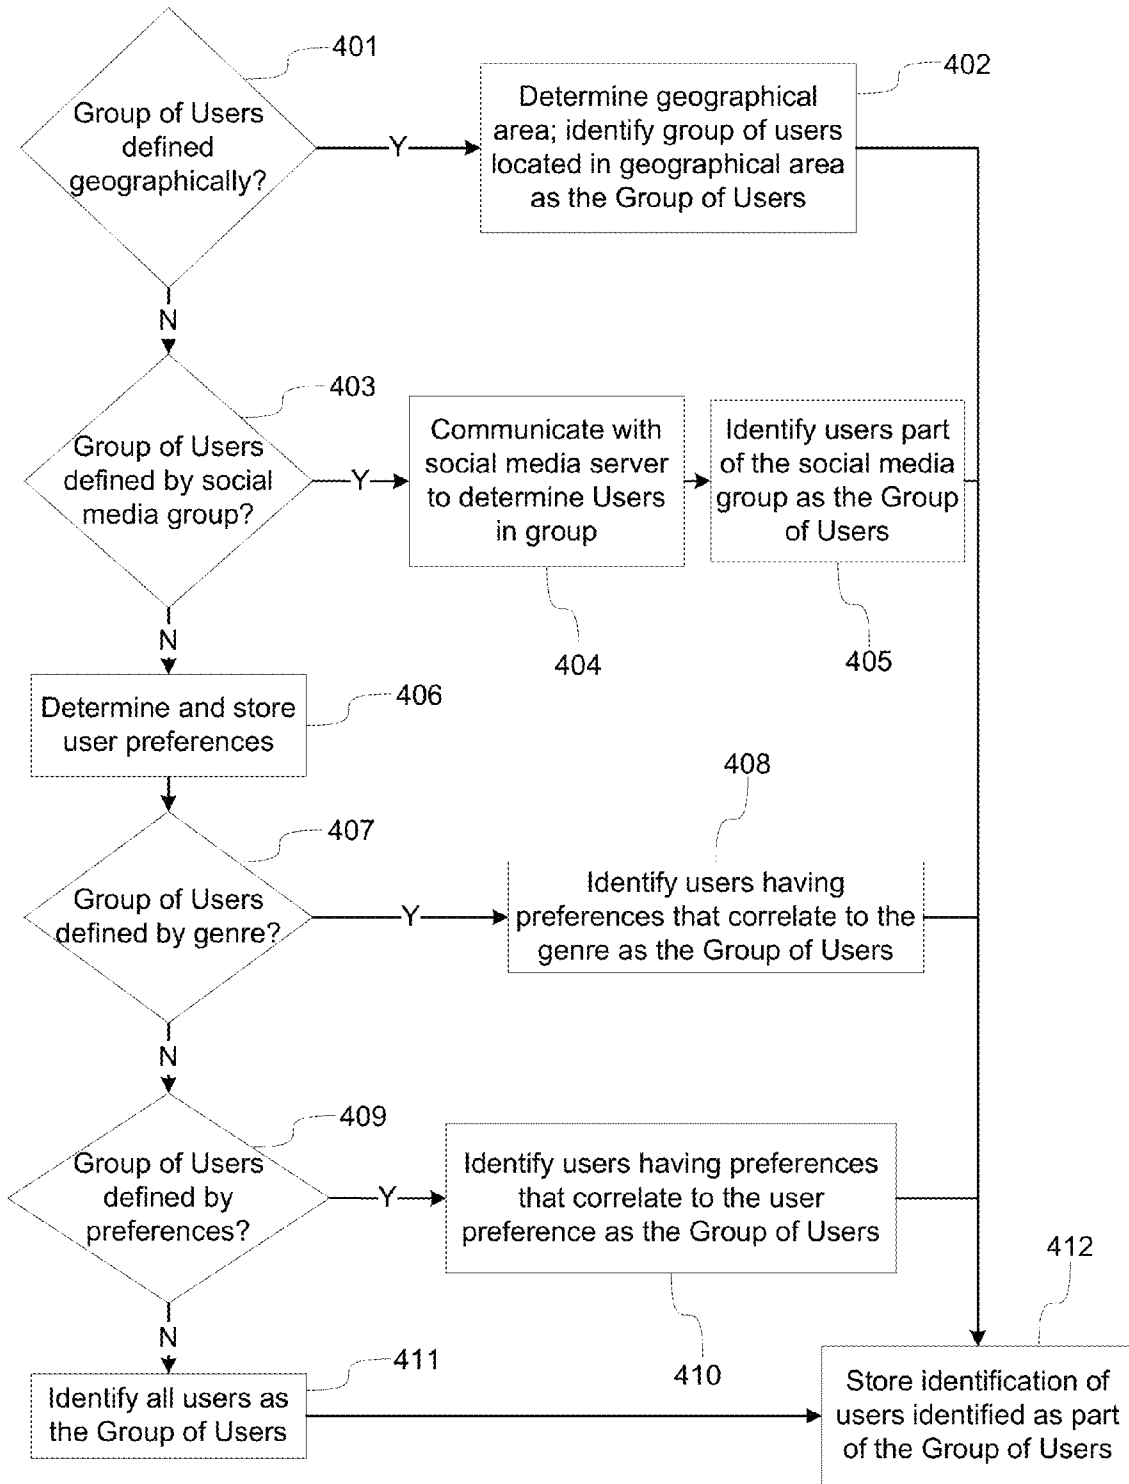 401
Group of Users
defined
geographically?
Y
402
Determine geographical
area; identify group of users
located in geographical area
as the Group of Users
N
403
Group of Users
defined by social
media group?
Y
Communicate with
social media server
to determine Users
in group
404
Identify users part
of the social media
group as the Group
of Users
405
N
Determine and store
user preferences
406
407
Group of Users
defined by genre?
Y
408
Identify users having
preferences that correlate to the
genre as the Group of Users
N
409
Group of Users
defined by
preferences?
Y
Identify users having preferences
that correlate to the user
preference as the Group of Users
410
N
411
Identify all users as
the Group of Users
412
Store identification of
users identified as part
of the Group of Users